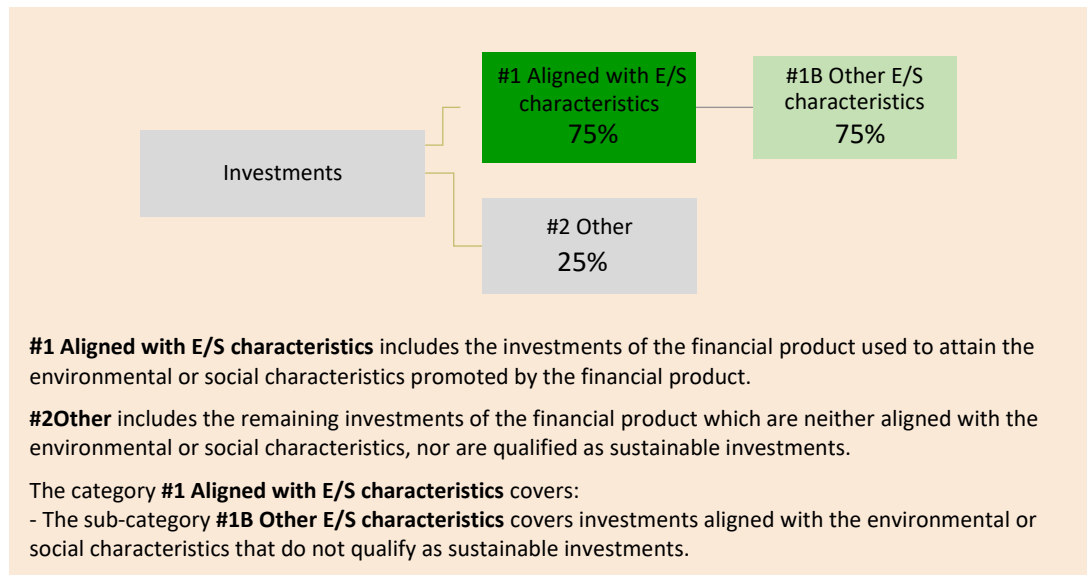 #1 Aligned with E/S
characteristics
75%
#1B Other E/S
characteristics
75%
Investments
#2 Other
25%
#1 Aligned with E/S characteristics includes the investments of the financial product used to attain the
environmental or social characteristics promoted by the financial product.
#2Other includes the remaining investments of the financial product which are neither aligned with the
environmental or social characteristics, nor are qualified as sustainable investments.
The category #1 Aligned with E/S characteristics covers:
- The sub-category #1B Other E/S characteristics covers investments aligned with the environmental or
social characteristics that do not qualify as sustainable investments.